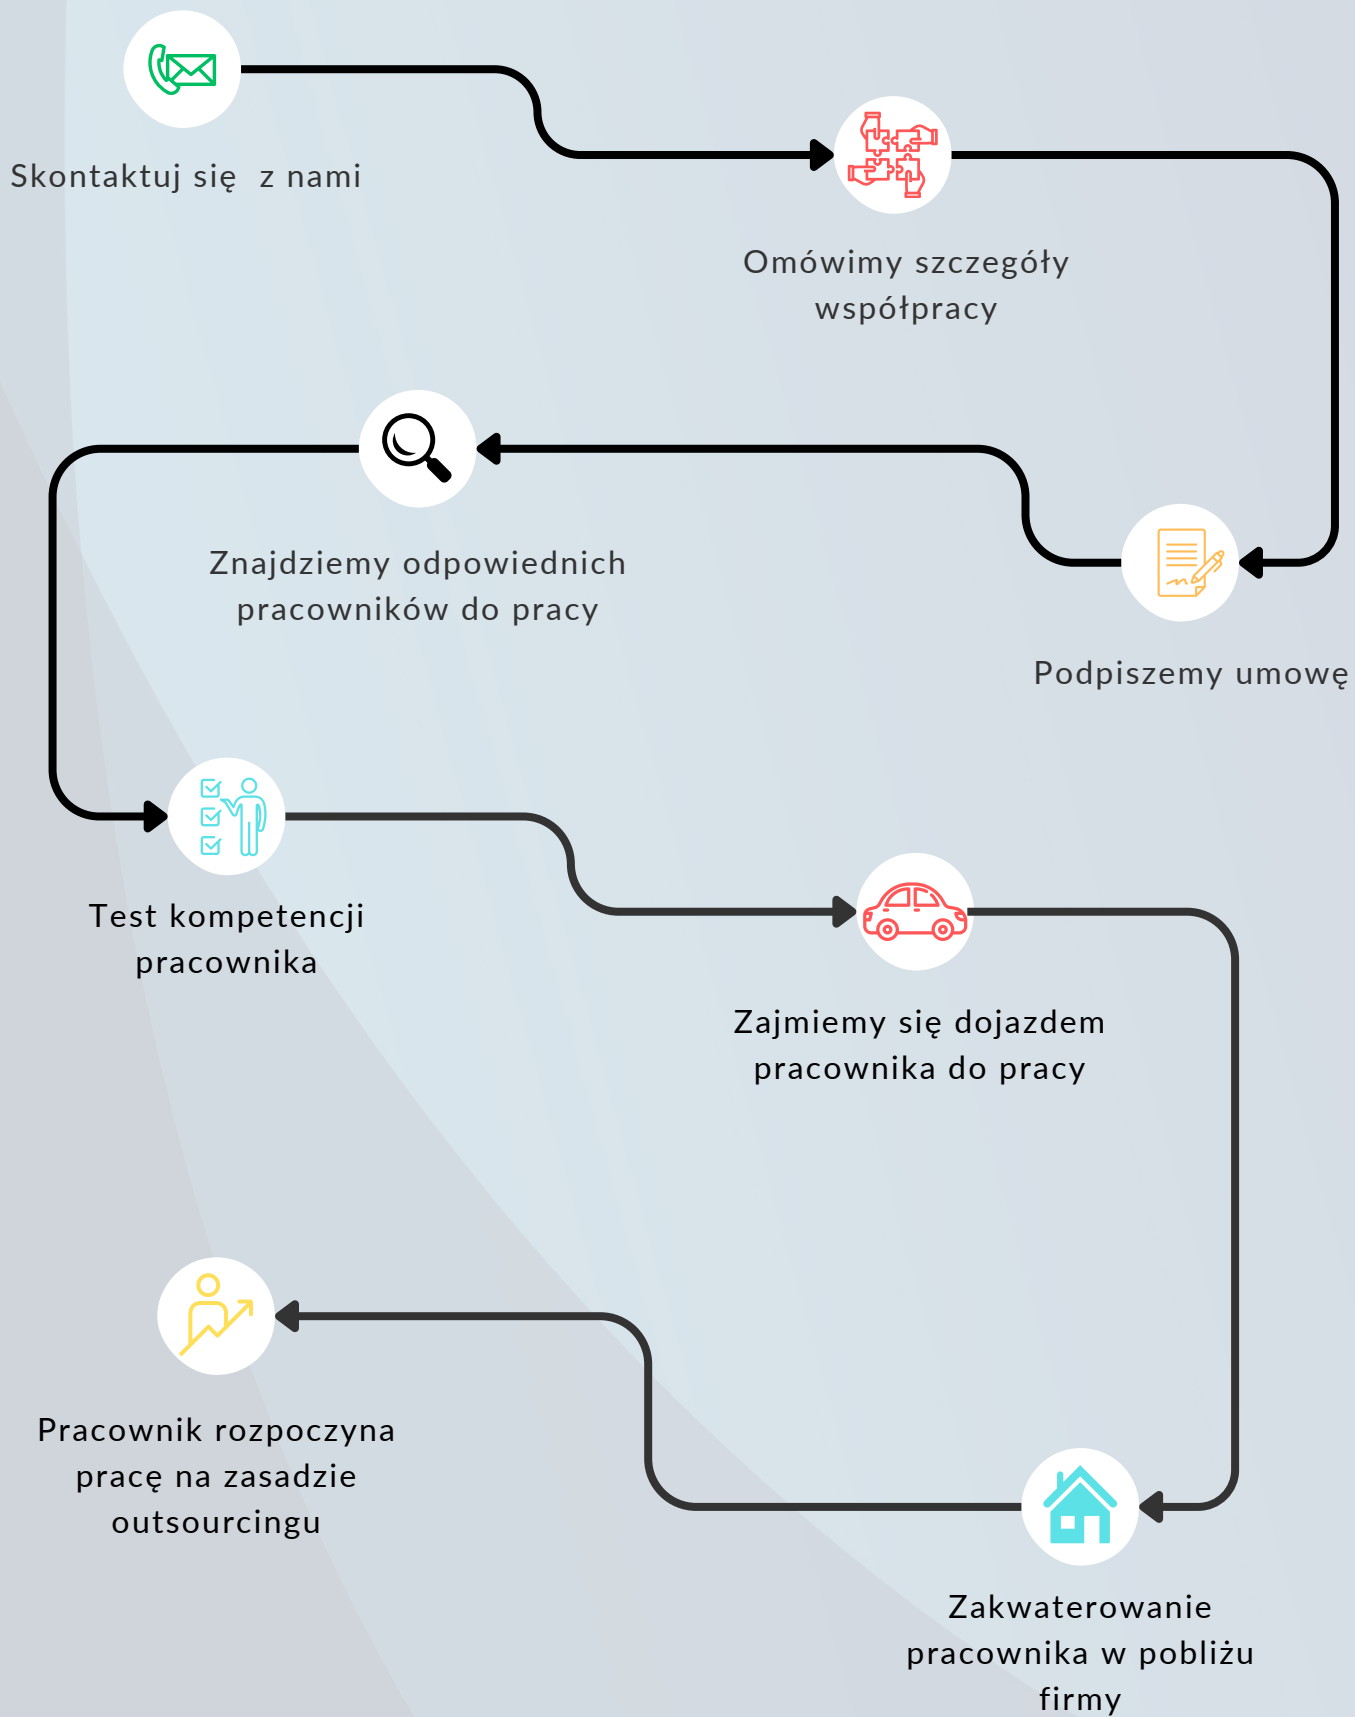 Skontaktuj się  z nami
Omówimy szczegóły
współpracy
Podpiszemy umowę
Znajdziemy odpowiednich
pracowników do pracy
Test kompetencji
pracownika
Zajmiemy się dojazdem
pracownika do pracy
Zakwaterowanie
pracownika w pobliżu
firmy
Pracownik rozpoczyna
pracę na zasadzie
outsourcingu